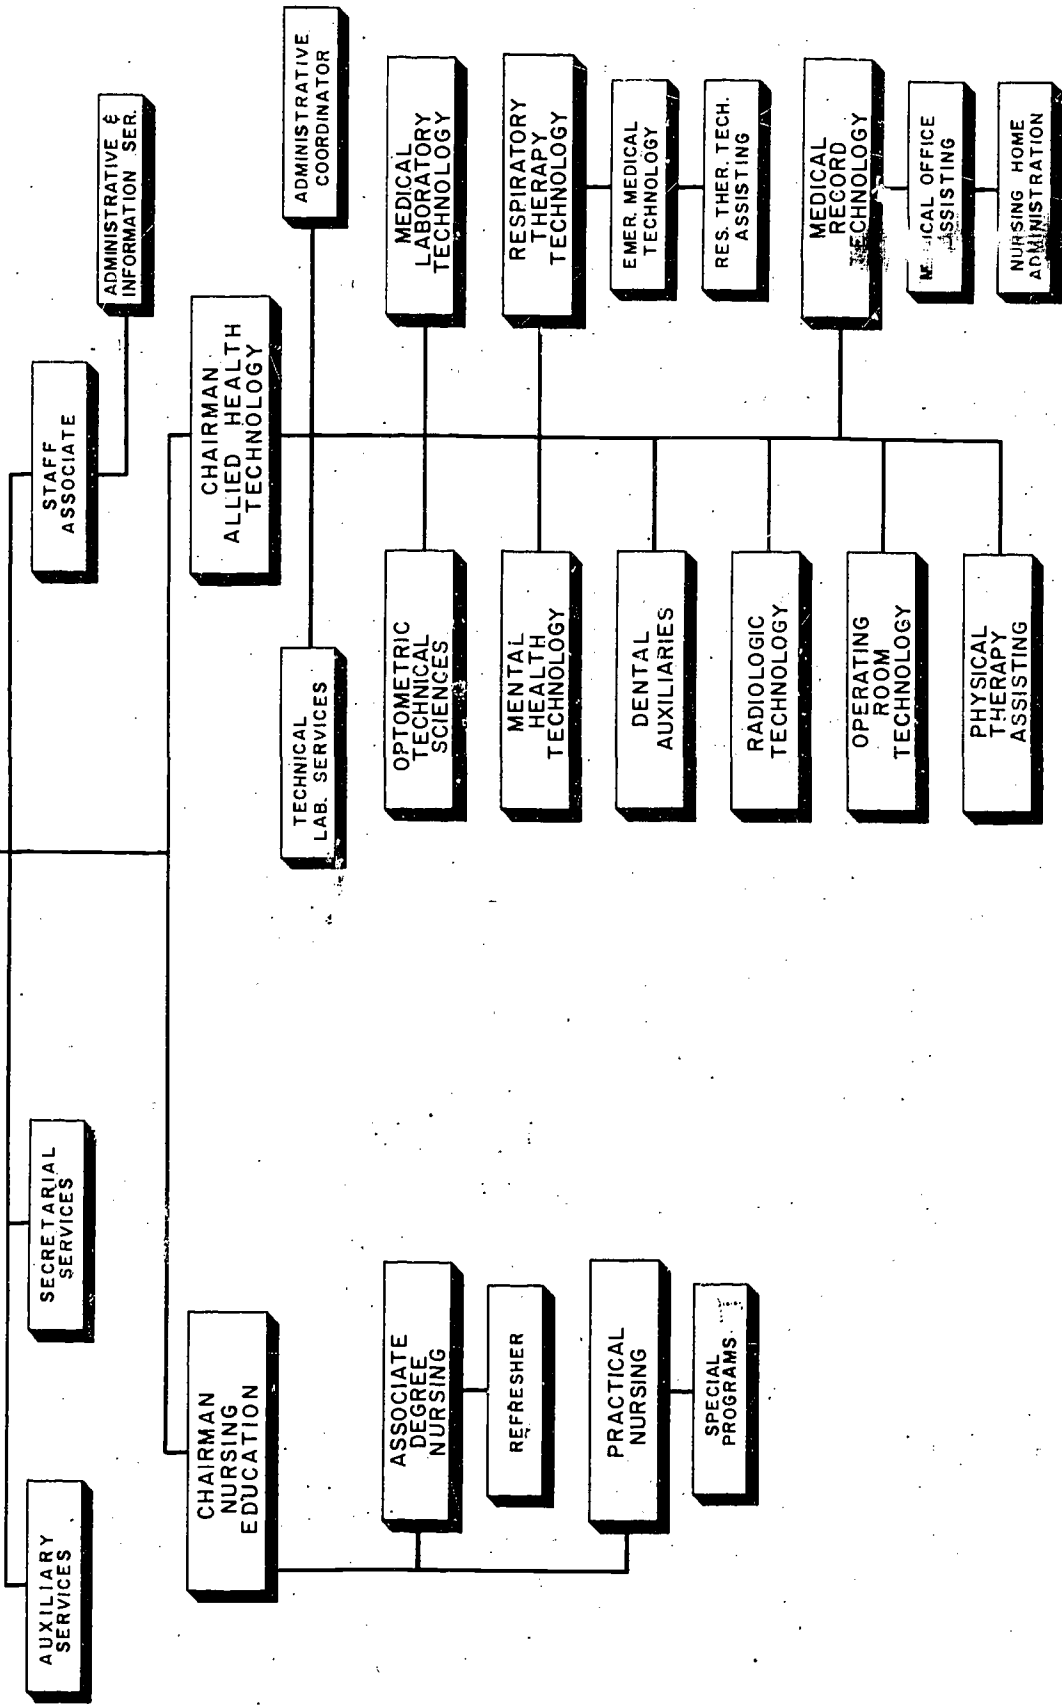 AUXILIARY
SERVICES
SECRETARIAL
SERVICES
STAFF
ASSOCIATE
ADMINISTRATIVE &
INFORMATION SER.
CHAIRMAN
NURSING
EDUCATION
CHAIRMAN
ALLIED HEALTH
TECHNOLOGY
TECHNICAL
LAB. SERVICES
ADMINISTRATIVE
COORDINATOR
ASSOCIATE
DEGREE
NURSING
REFRESHER
PRACTICAL
NURSING
SPECIAL
PROGRAMS
OPTOMETRIC
TECHNICAL
SCIENCES
MEDICAL
LABORATORY
TECHNOLOGY
MENTAL
HEALTH
TECHNOLOGY
RESPIRATORY
THERAPY
TECHNOLOGY
EMER. MEDICAL
TECHNOLOGY
RES. THER. TECH.
ASSISTING
DENTAL
AUXILIARIES
RADIOLOGIC
TECHNOLOGY
MEDICAL
RECORD
TECHNOLOGY
OFFICE
ASSISTING
NURSING HOME
ADMINISTRATION
OPERATING
ROOM
TECHNOLOGY
PHYSICAL
THERAPY
ASSISTING